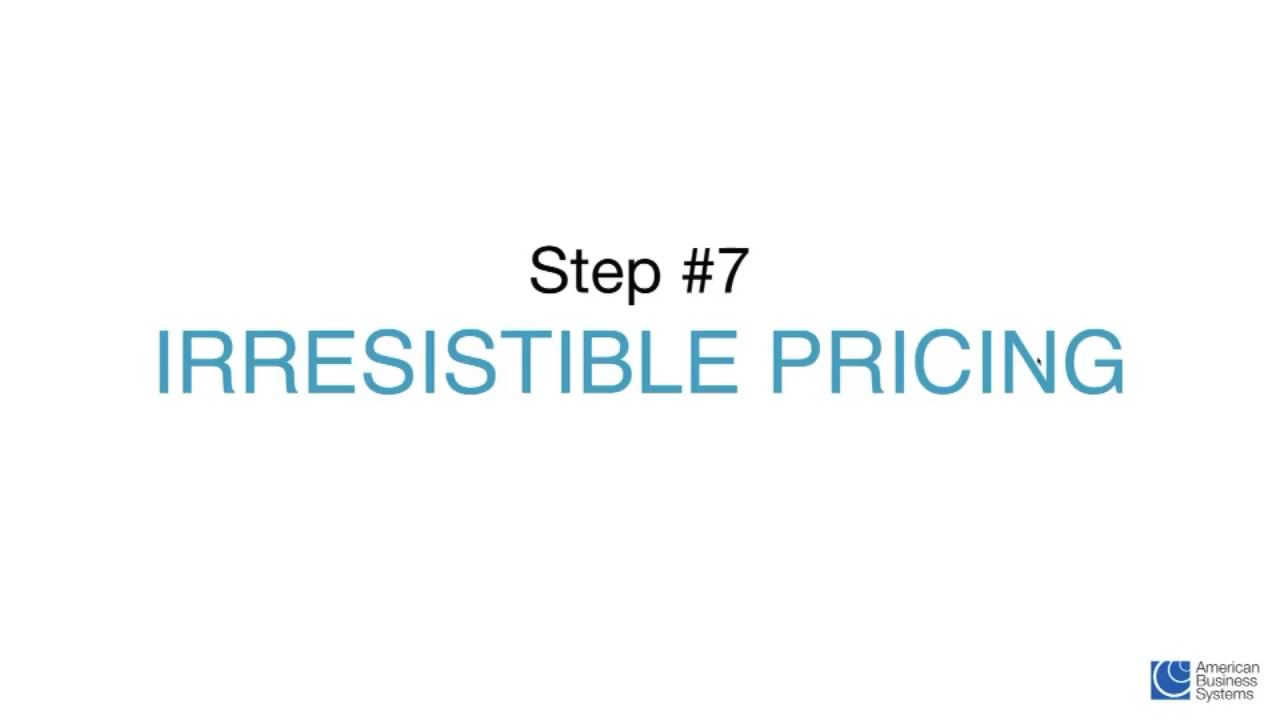 Step #7
IRRESISTIBLE PRICING
American
Business
Systems